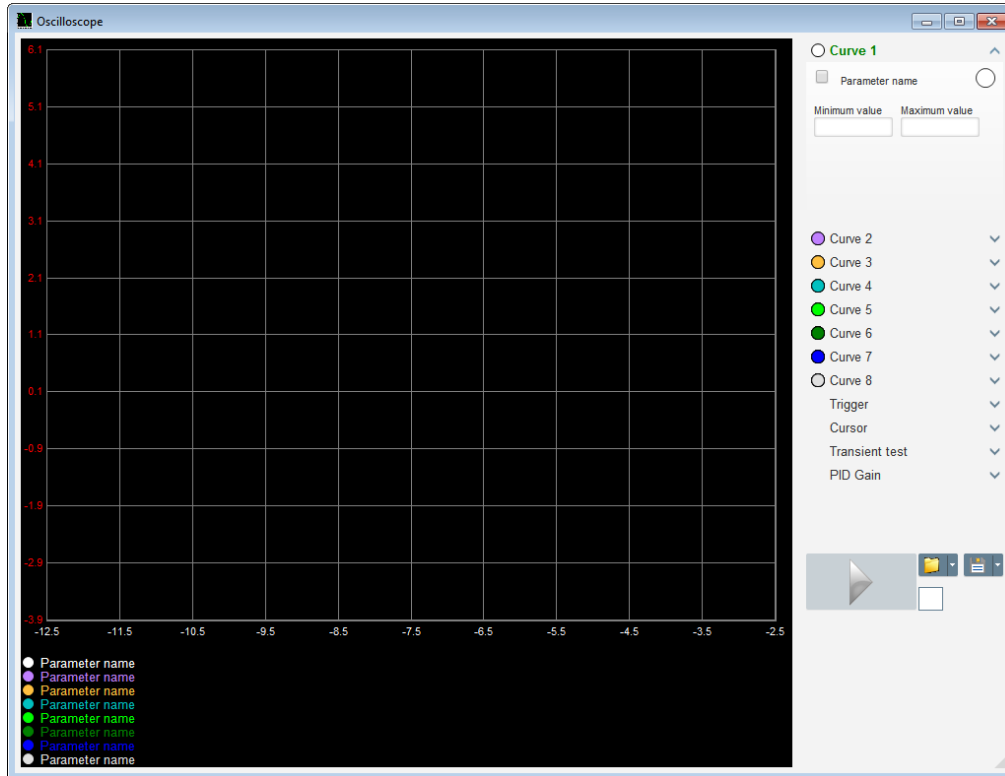 Oscilloscope
6.1
5.1
4.1
3.1
2.1
1.1
0.1
-0.9
-1.9
-2.9
-3.9
-12.5 -11.5 -10.5 -9.5 -8.5 -7.5 -6.5 -5.5 -4.5 -3.5 -2.5
Parameter name
Parameter name
Parameter name
Parameter name
Parameter name
Parameter name
Parameter name
Parameter name
Curve 1
Parameter name
Minimum value Maximum value
Curve 2
Curve 3
Curve 4
Curve 5
Curve 6
Curve 7
Curve 8
Trigger
Cursor
Transient test
PID Gain